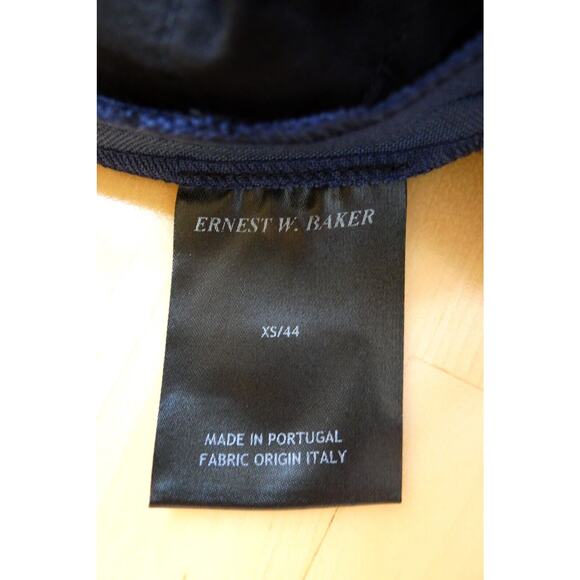 ERNEST W. BAKER
XS/44
MADE IN PORTUGAL
FABRIC ORIGIN ITALY